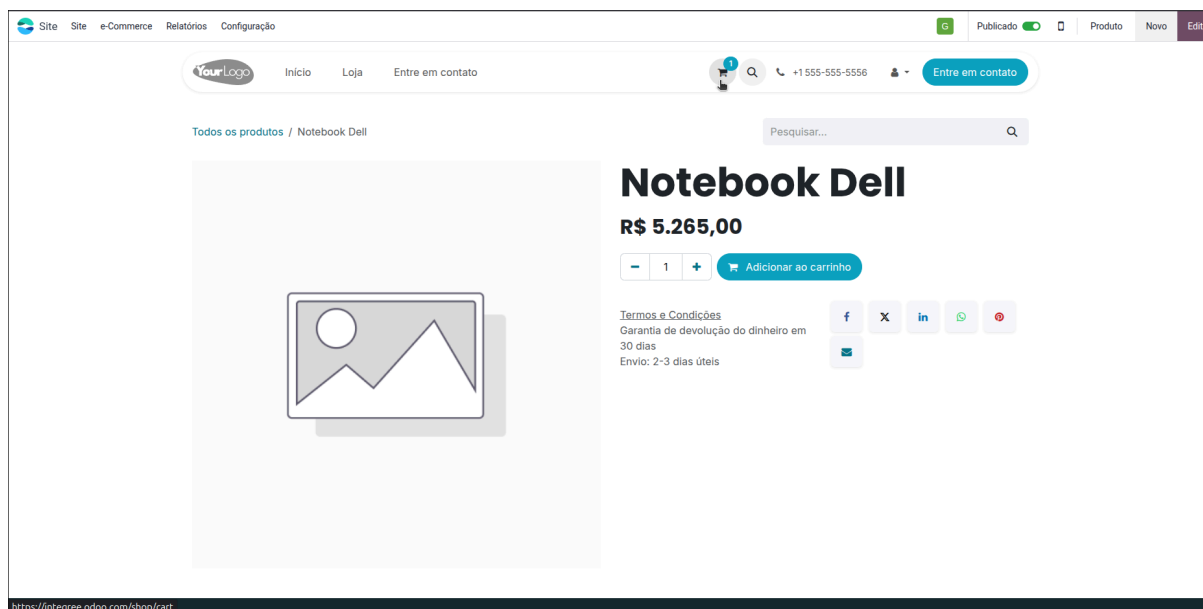 Site Site e-Commerce Relatórios Configuração G Publicado Produto Novo Edit
YourLogo Início Loja Entre em contato 1 +1 555-555-5556 Entre em contato
Todos os produtos / Notebook Dell Pesquisar...
Notebook Dell
R$ 5.265,00
− 1 + Adicionar ao carrinho
Termos e Condições
Garantia de devolução do dinheiro em
30 dias
Envio: 2-3 dias úteis
https://integree.odoo.com/shop/cart